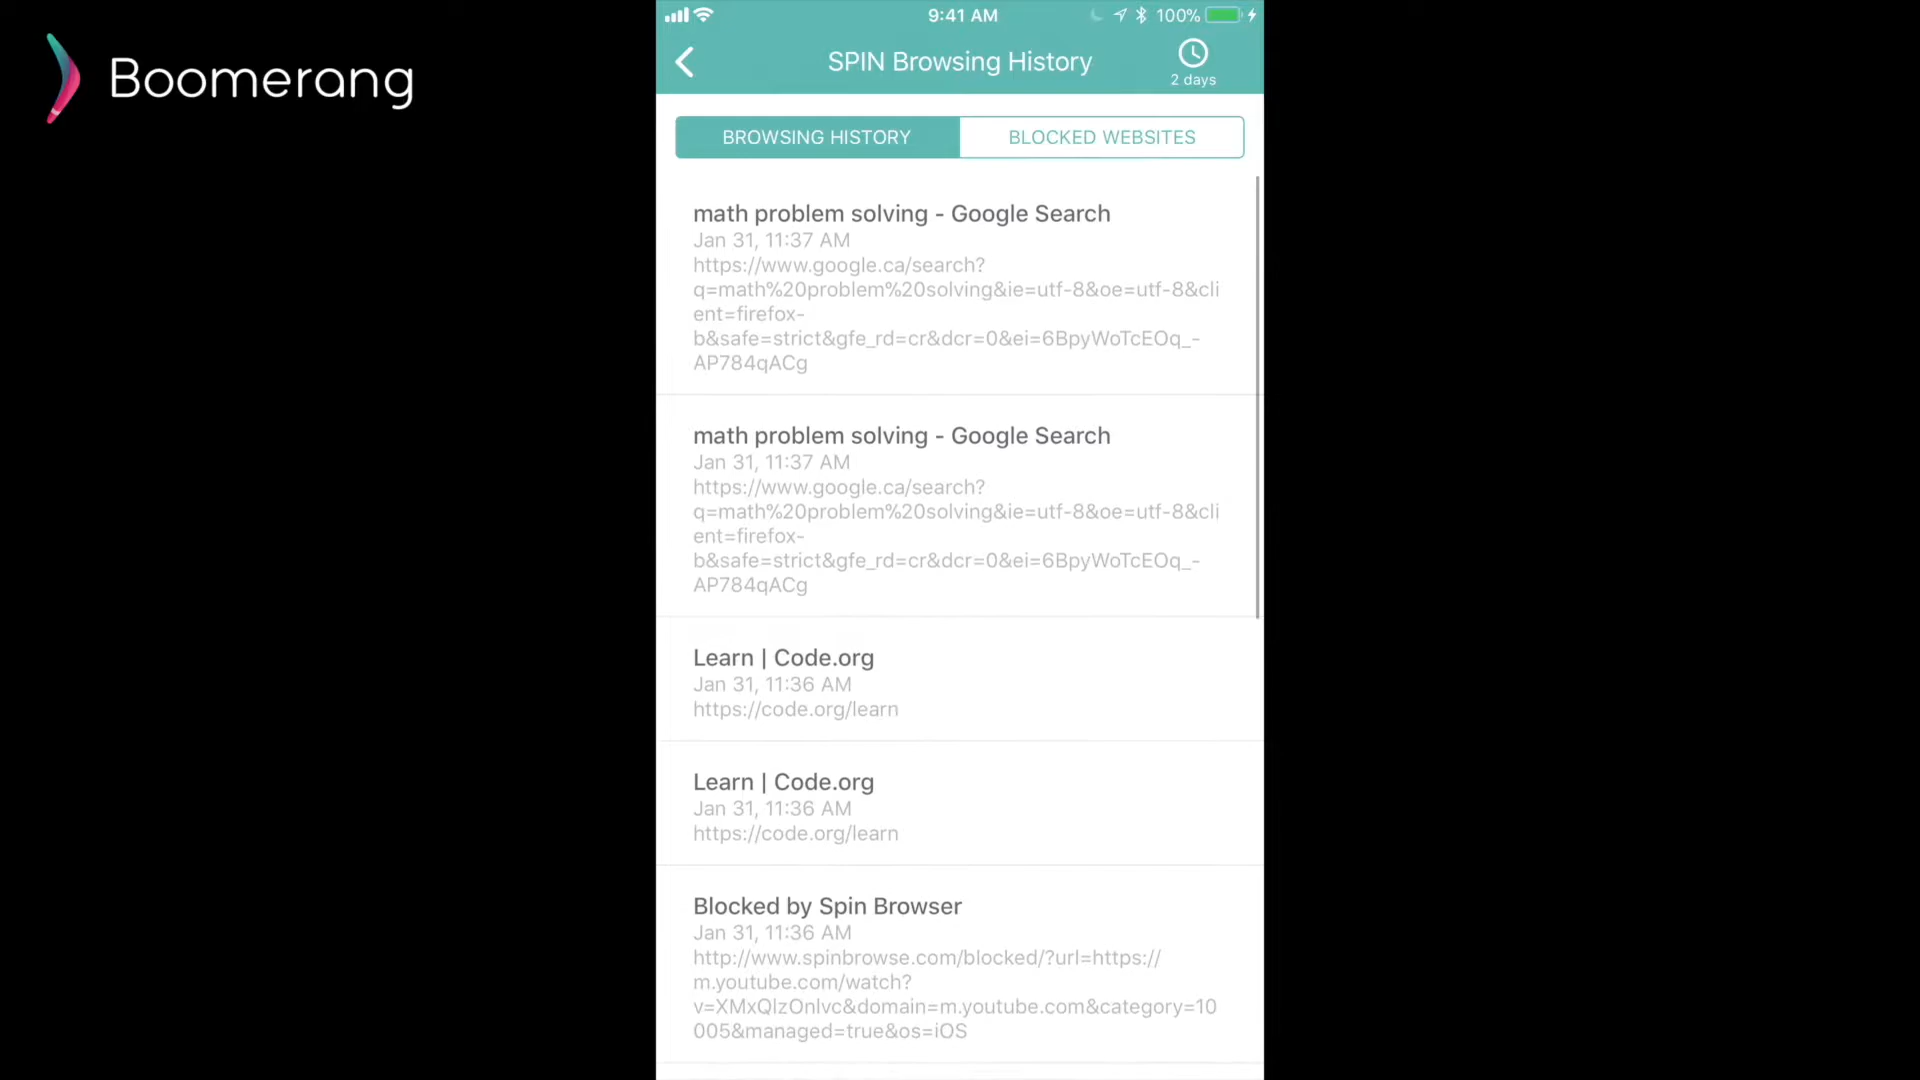 Boomerang
9:41 AM
100%
SPIN Browsing History
2 days
BROWSING HISTORY
BLOCKED WEBSITES
math problem solving - Google Search
Jan 31, 11:37 AM
https://www.google.ca/search?
q=math%20problem%20solving&ie=utf-8&oe=utf-8&cli
ent=firefox-
b&safe=strict&gfe_rd=cr&dcr=0&ei=6BpyWoTcEOq_-
AP784qACg
math problem solving - Google Search
Jan 31, 11:37 AM
https://www.google.ca/search?
q=math%20problem%20solving&ie=utf-8&oe=utf-8&cli
ent=firefox-
b&safe=strict&gfe_rd=cr&dcr=0&ei=6BpyWoTcEOq_-
AP784qACg
Learn | Code.org
Jan 31, 11:36 AM
https://code.org/learn
Learn | Code.org
Jan 31, 11:36 AM
https://code.org/learn
Blocked by Spin Browser
Jan 31, 11:36 AM
http://www.spinbrowse.com/blocked/?url=https://
m.youtube.com/watch?
v=XMxQlzOnlvc&domain=m.youtube.com&category=10
005&managed=true&os=iOS